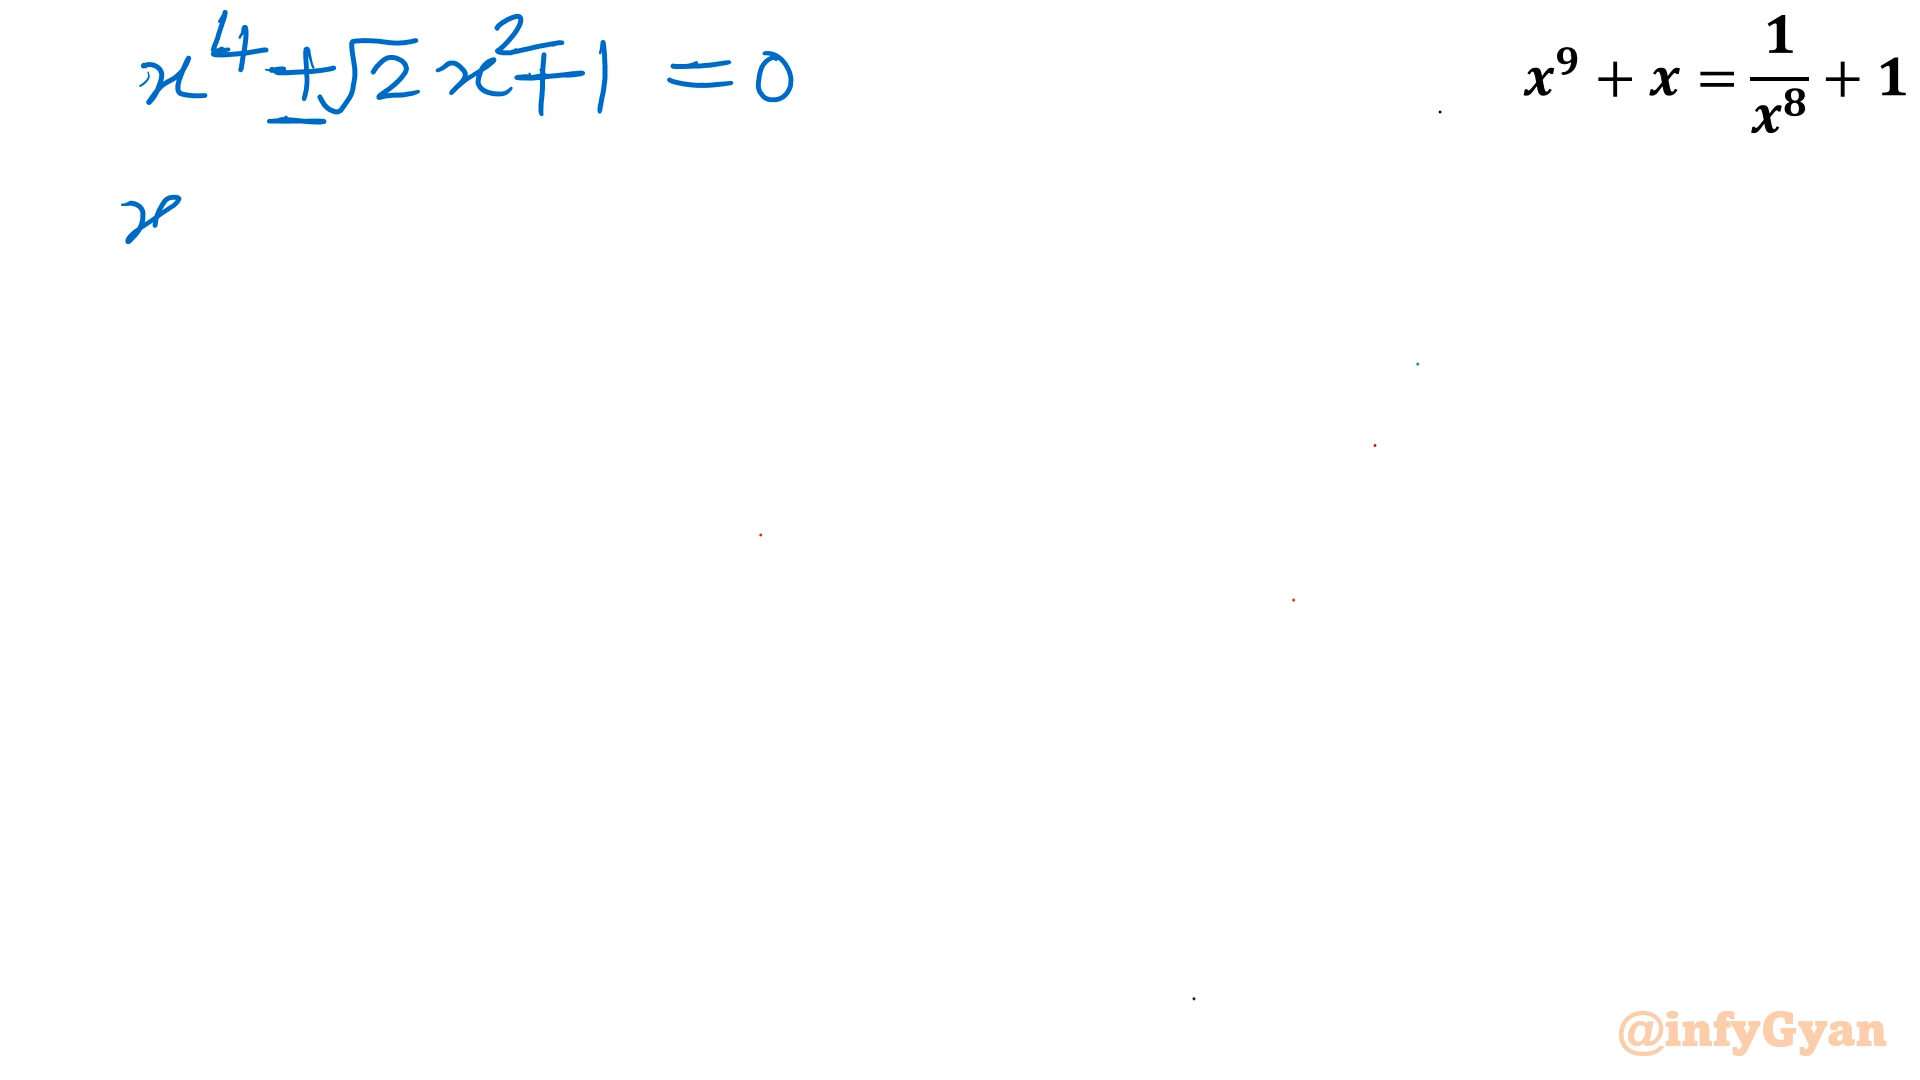 x⁴ + √2 x² + 1 = 0
x⁹ + x = 1/x⁸ + 1
x
@infyGyan